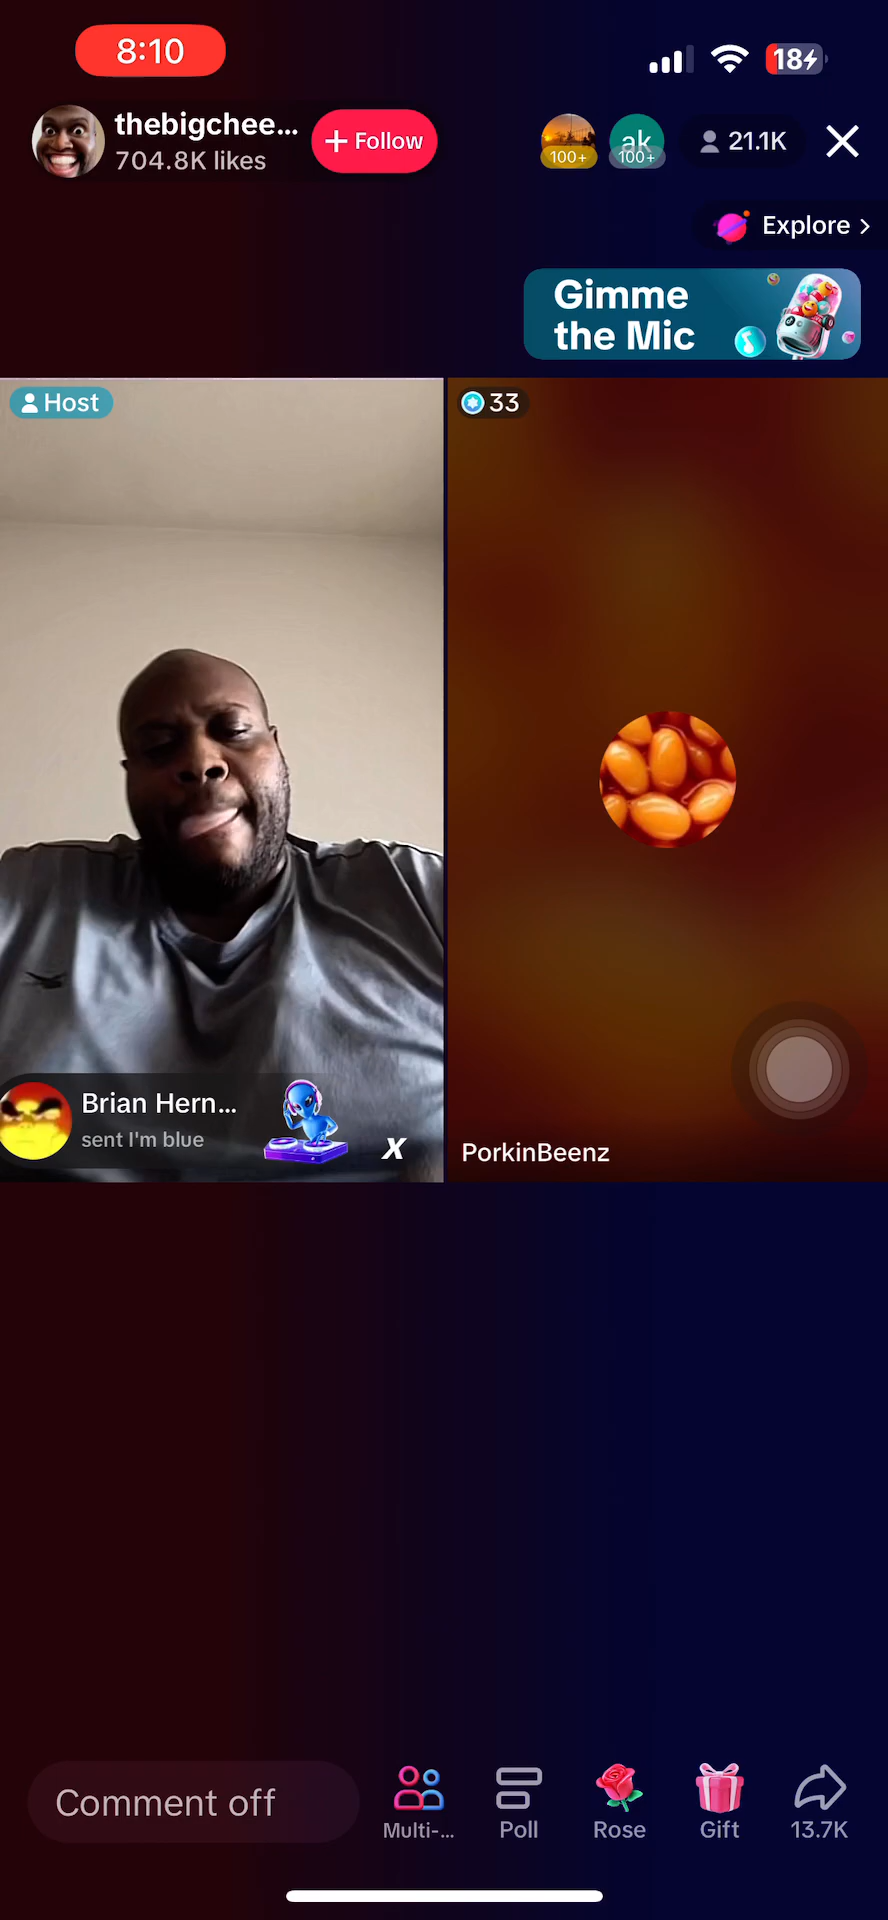 8:10
18
thebigchee...
704.8K likes
+ Follow
100+
ak
100+
21.1K
Explore >
Gimme
the Mic
Host
33
Brian Hern...
sent I'm blue
x
PorkinBeenz
Comment off
Multi-...
Poll
Rose
Gift
13.7K